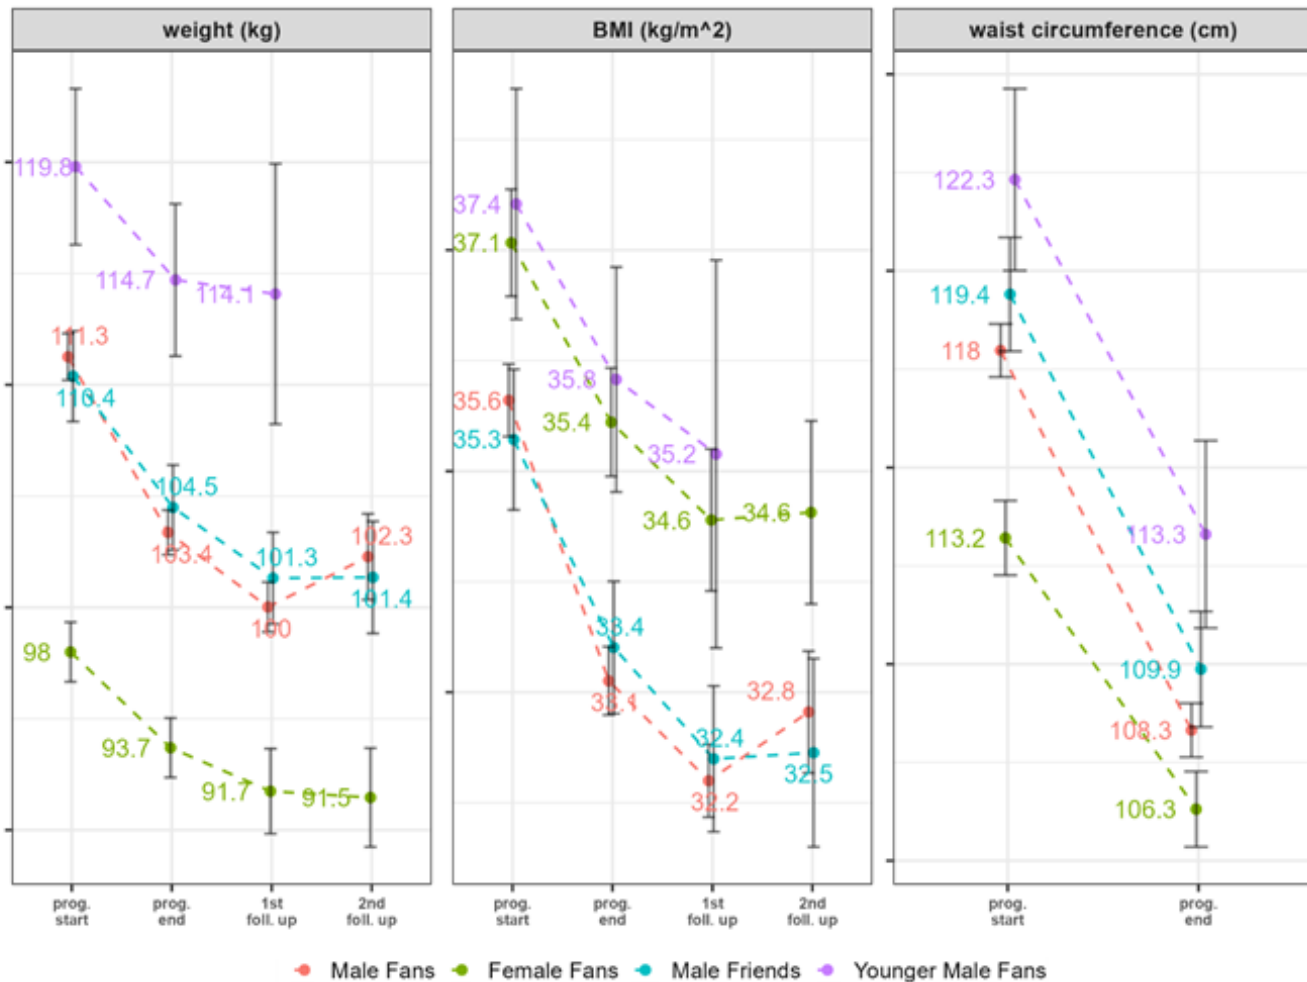 weight (kg)
BMI (kg/m^2)
waist circumference (cm)
119.8
114.7
114.1
111.3
110.4
104.5
103.4
101.3
100
102.3
101.4
98
93.7
91.7
91.5
37.4
37.1
35.6
35.3
35.8
35.4
35.2
34.6
34.6
33.4
33.1
32.4
32.2
32.8
32.5
122.3
119.4
118
113.2
113.3
109.9
108.3
106.3
prog.
start
prog.
end
1st
foll. up
2nd
foll. up
prog.
start
prog.
end
1st
foll. up
2nd
foll. up
prog.
start
prog.
end
Male Fans
Female Fans
Male Friends
Younger Male Fans